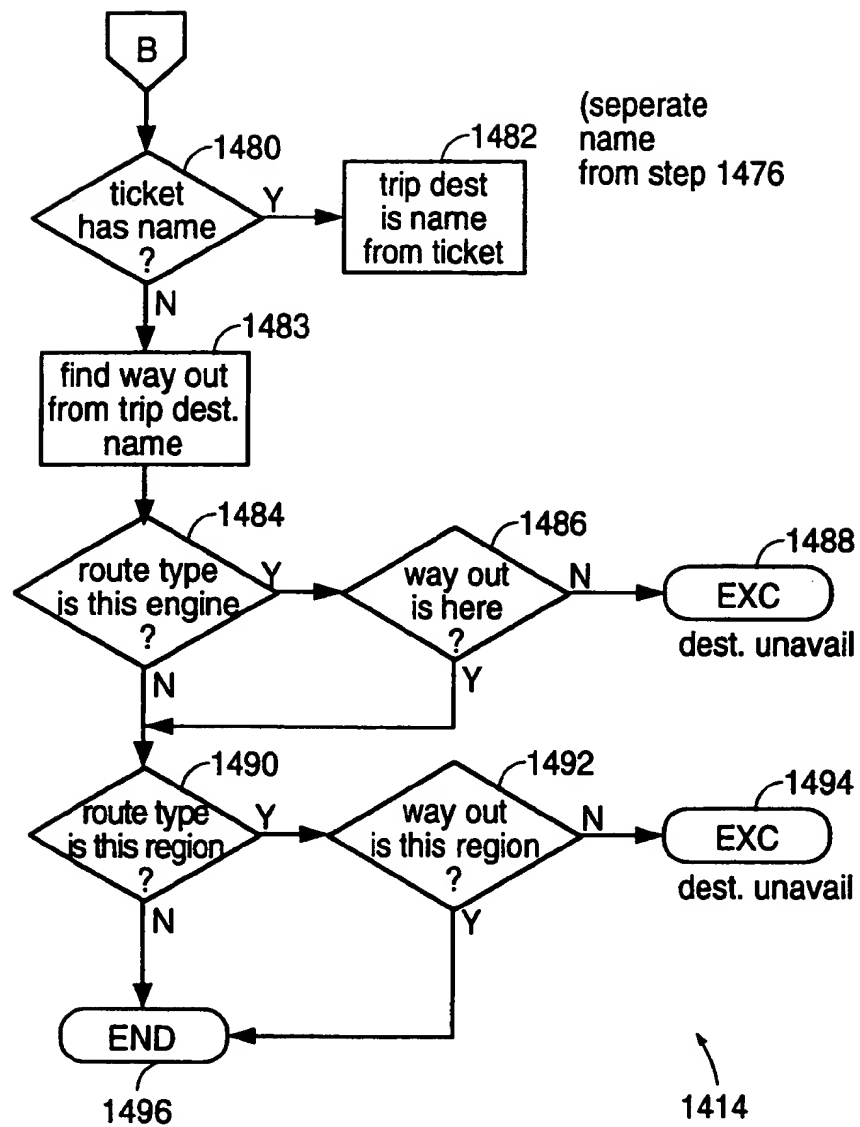 B
1480
ticket
has name
?
Y
N
1482
trip dest
is name
from ticket
(seperate
name
from step 1476
1483
find way out
from trip dest.
name
1484
route type
is this engine
?
Y
N
1486
way out
is here
?
N
Y
1488
EXC
dest. unavail
1490
route type
is this region
?
Y
N
1492
way out
is this region
?
N
Y
1494
EXC
dest. unavail
END
1496
1414